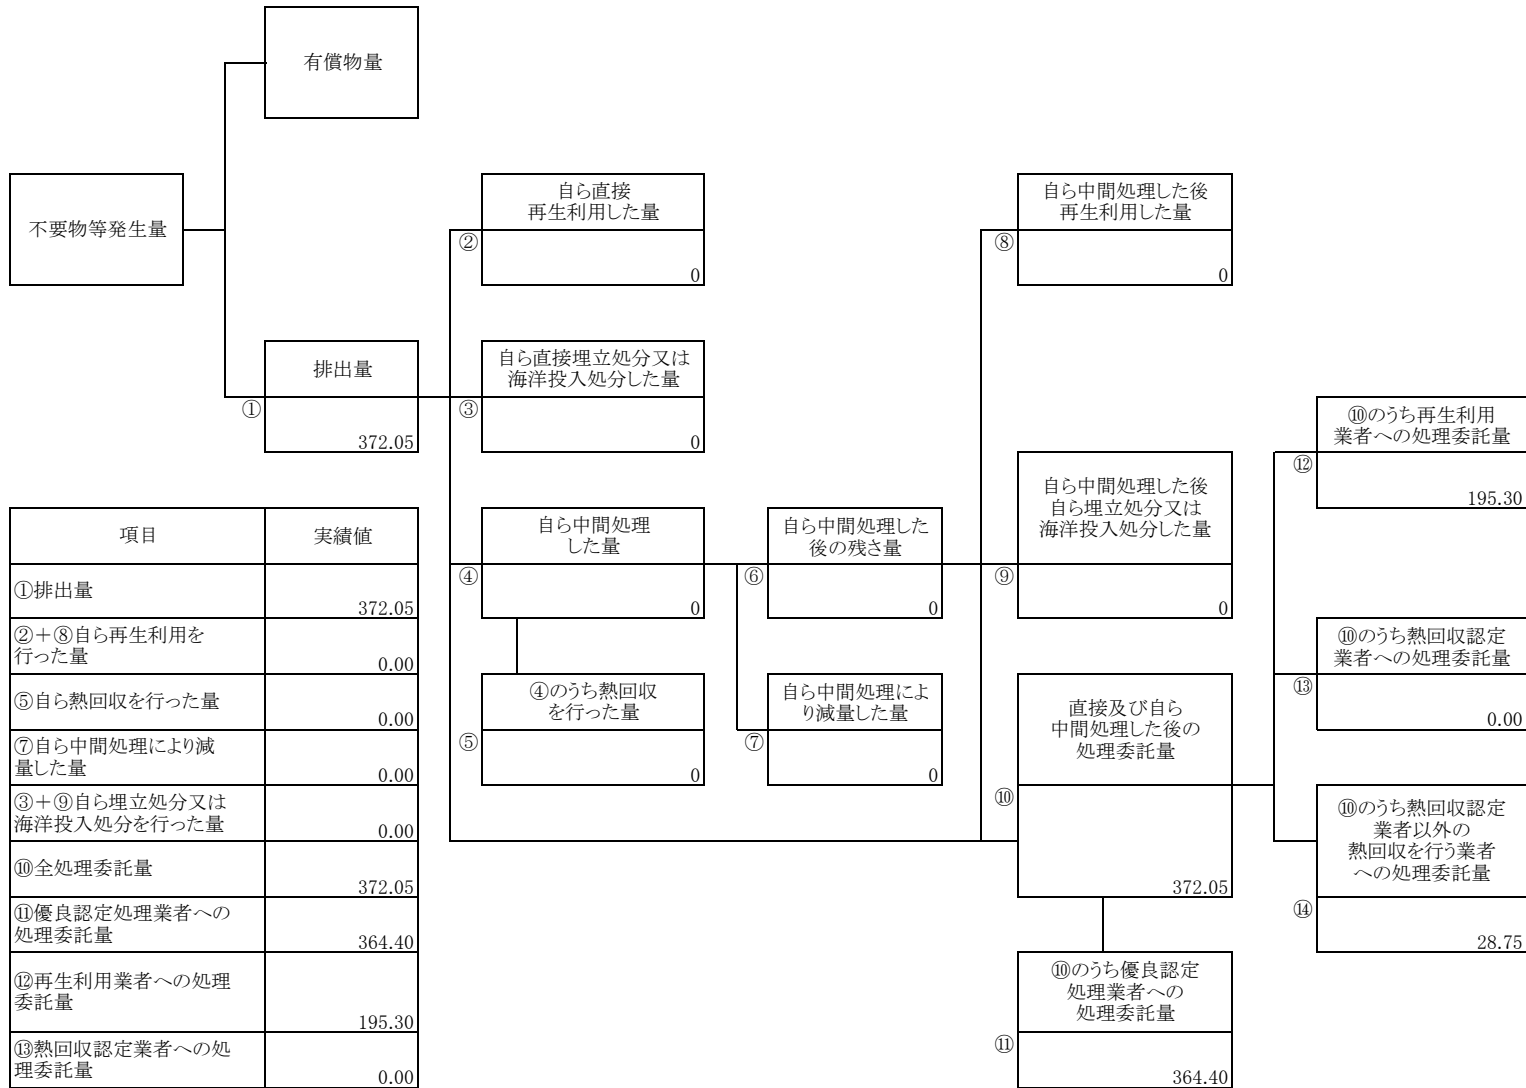 有償物量
不要物等発生量
自ら直接
再生利用した量
②
0
自ら中間処理した後
再生利用した量
⑧
0
排出量
①
372.05
自ら直接埋立処分又は
海洋投入処分した量
③
0
⑩のうち再生利用
業者への処理委託量
⑫
195.30
自ら中間処理した後
自ら埋立処分又は
海洋投入処分した量
⑨
0
自ら中間処理
した量
④
0
自ら中間処理した
後の残さ量
⑥
0
⑩のうち熱回収認定
業者への処理委託量
⑬
0.00
④のうち熱回収
を行った量
⑤
0
自ら中間処理によ
り減量した量
⑦
0
直接及び自ら
中間処理した後の
処理委託量
⑩
372.05
⑩のうち熱回収認定
業者以外の
熱回収を行う業者
への処理委託量
⑭
28.75
⑩のうち優良認定
処理業者への
処理委託量
⑪
364.40
項目 実績値
①排出量
372.05
②+⑧自ら再生利用を
行った量
0.00
⑤自ら熱回収を行った量
0.00
⑦自ら中間処理により減
量した量
0.00
③+⑨自ら埋立処分又は
海洋投入処分を行った量
0.00
⑩全処理委託量
372.05
⑪優良認定処理業者への
処理委託量
364.40
⑫再生利用業者への処理
委託量
195.30
⑬熱回収認定業者への処
理委託量
0.00